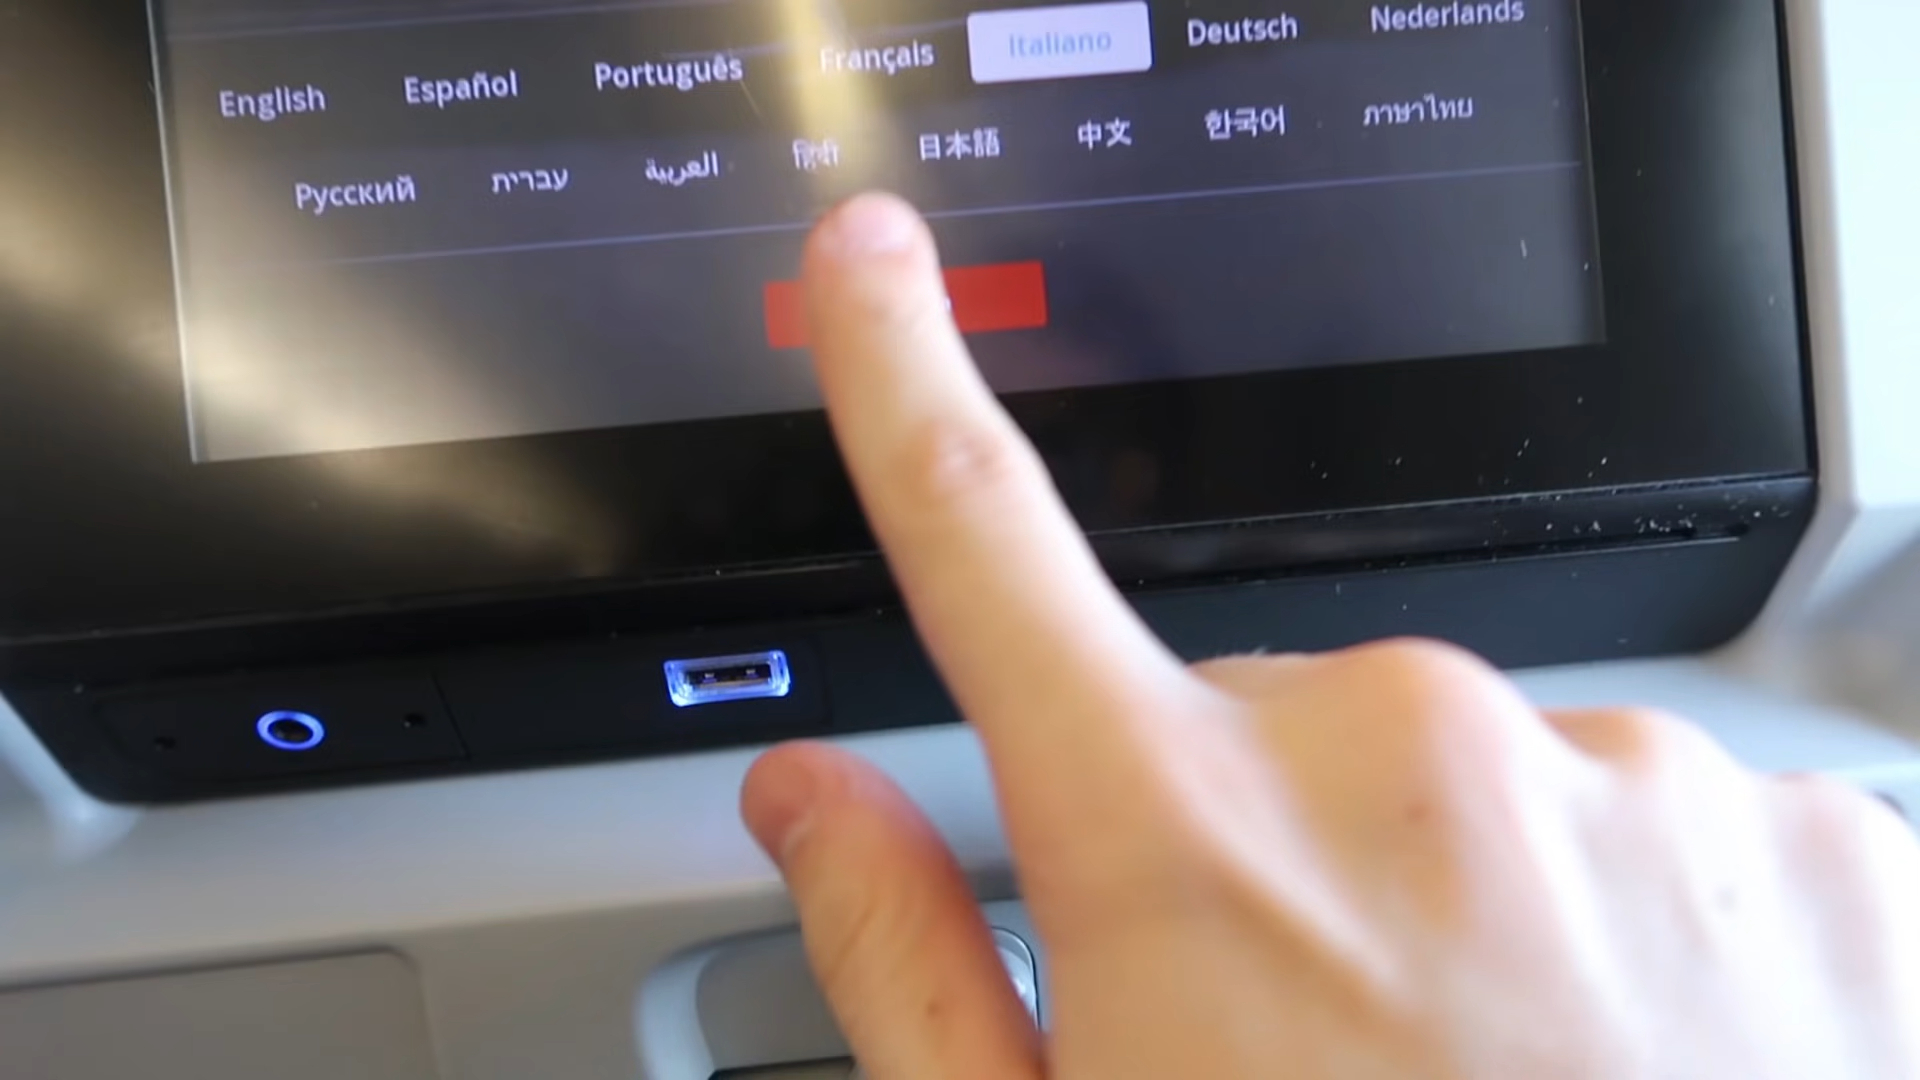 English Español Português Français Italiano Deutsch Nederlands
Русский עברית العربية हिंदी 日本語 中文 한국어 ภาษาไทย